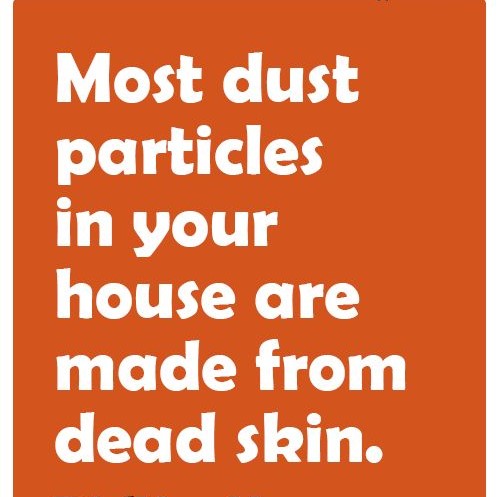 Most dust
particles
in your
house are
made from
dead skin.